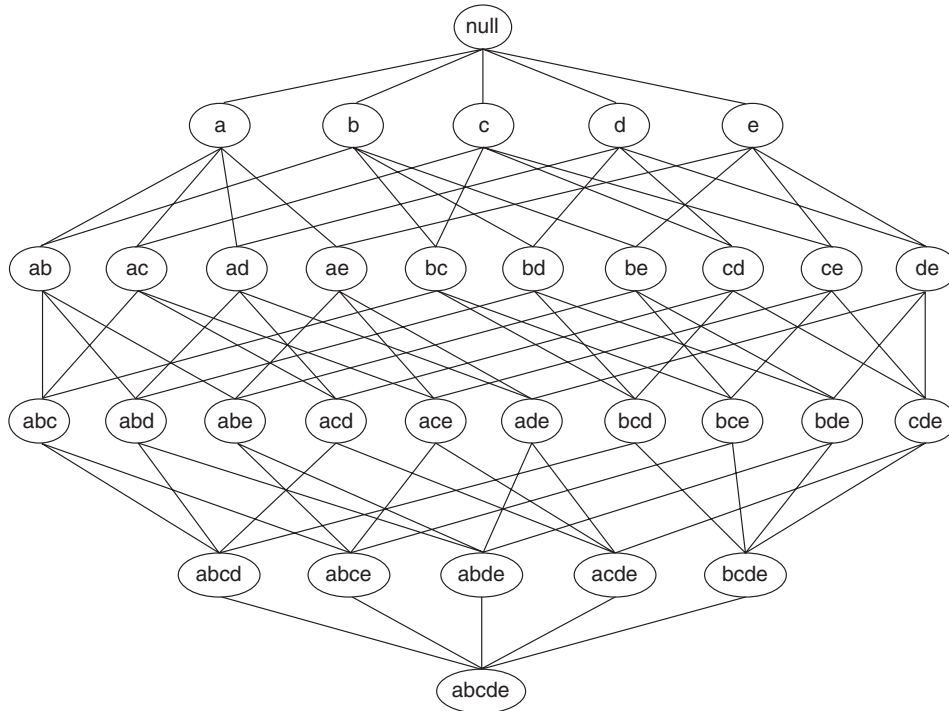 null
a b c d e
ab ac ad ae bc bd be cd ce de
abc abd abe acd ace ade bcd bce bde cde
abcd abce abde acde bcde
abcde